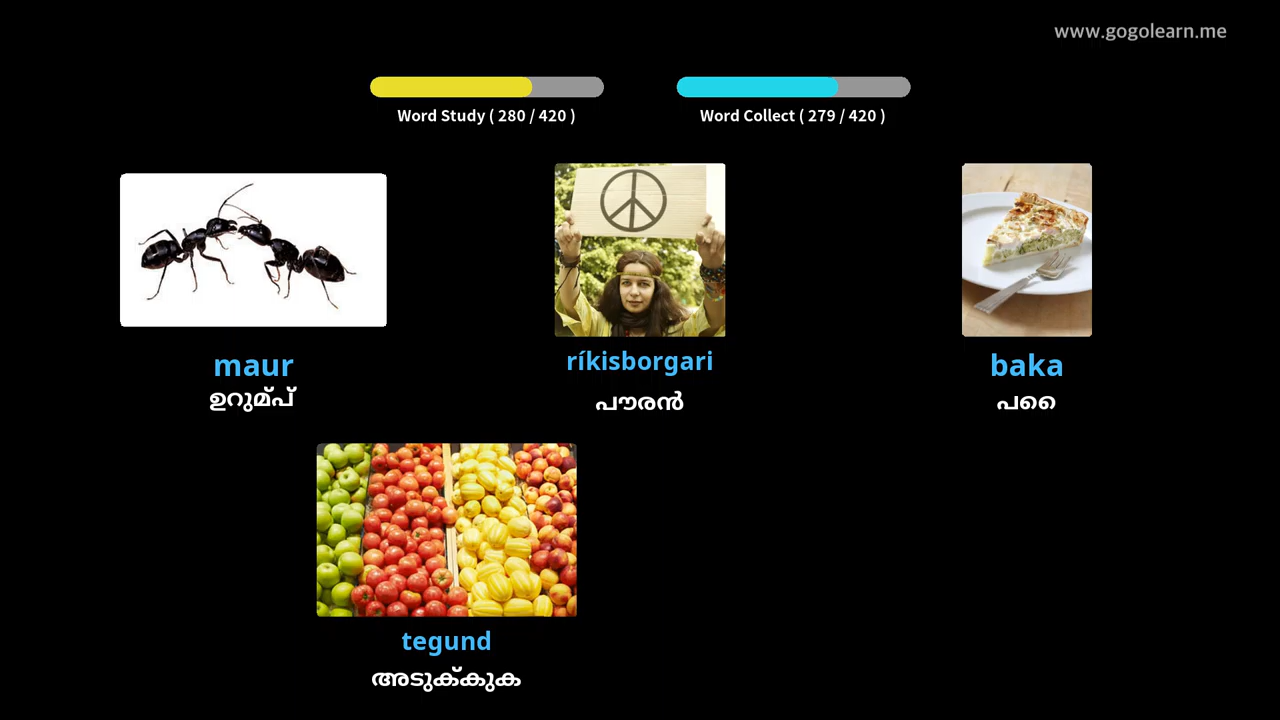 www.gogolearn.me
Word Study ( 280 / 420 )
Word Collect ( 279 / 420 )
maur
ഉറുമ്പ്
ríkisborgari
പൗരൻ
baka
പൈ
tegund
അടുക്കുക